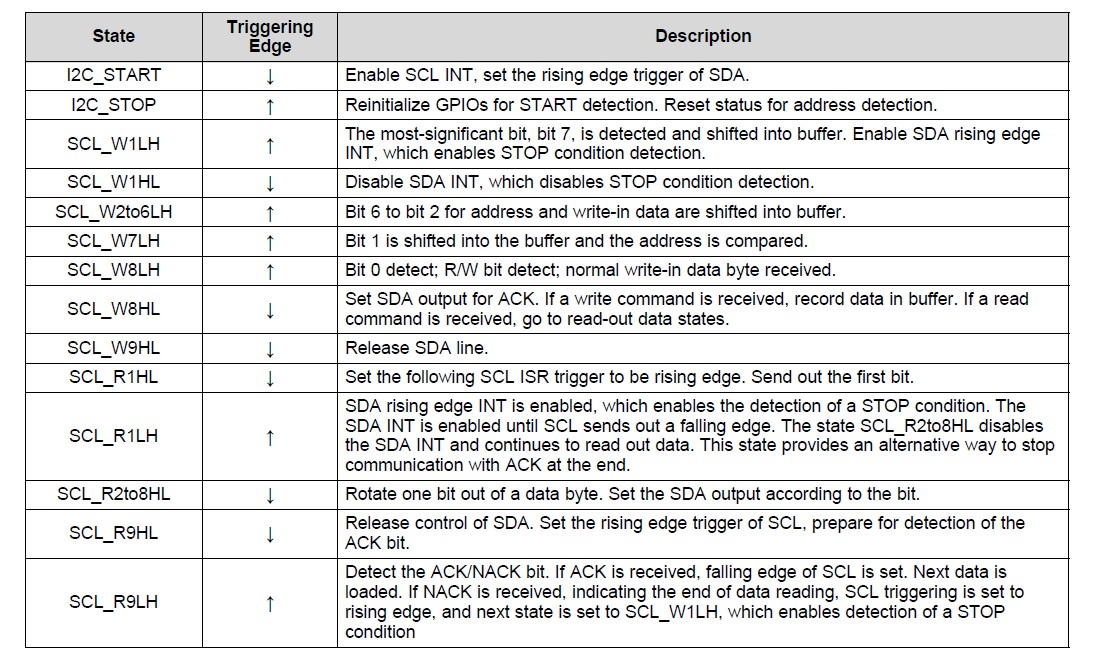 State
Triggering
Edge
Description
I2C_START
↓
Enable SCL INT, set the rising edge trigger of SDA.
I2C_STOP
↑
Reinitialize GPIOs for START detection. Reset status for address detection.
SCL_W1LH
↑
The most-significant bit, bit 7, is detected and shifted into buffer. Enable SDA rising edge
INT, which enables STOP condition detection.
SCL_W1HL
↓
Disable SDA INT, which disables STOP condition detection.
SCL_W2to6LH
↑
Bit 6 to bit 2 for address and write-in data are shifted into buffer.
SCL_W7LH
↑
Bit 1 is shifted into the buffer and the address is compared.
SCL_W8LH
↑
Bit 0 detect; R/W bit detect; normal write-in data byte received.
SCL_W8HL
↓
Set SDA output for ACK. If a write command is received, record data in buffer. If a read
command is received, go to read-out data states.
SCL_W9HL
↓
Release SDA line.
SCL_R1HL
↓
Set the following SCL ISR trigger to be rising edge. Send out the first bit.
SCL_R1LH
↑
SDA rising edge INT is enabled, which enables the detection of a STOP condition. The
SDA INT is enabled until SCL sends out a falling edge. The state SCL_R2to8HL disables
the SDA INT and continues to read out data. This state provides an alternative way to stop
communication with ACK at the end.
SCL_R2to8HL
↓
Rotate one bit out of a data byte. Set the SDA output according to the bit.
SCL_R9HL
↓
Release control of SDA. Set the rising edge trigger of SCL, prepare for detection of the
ACK bit.
SCL_R9LH
↑
Detect the ACK/NACK bit. If ACK is received, falling edge of SCL is set. Next data is
loaded. If NACK is received, indicating the end of data reading, SCL triggering is set to
rising edge, and next state is set to SCL_W1LH, which enables detection of a STOP
condition